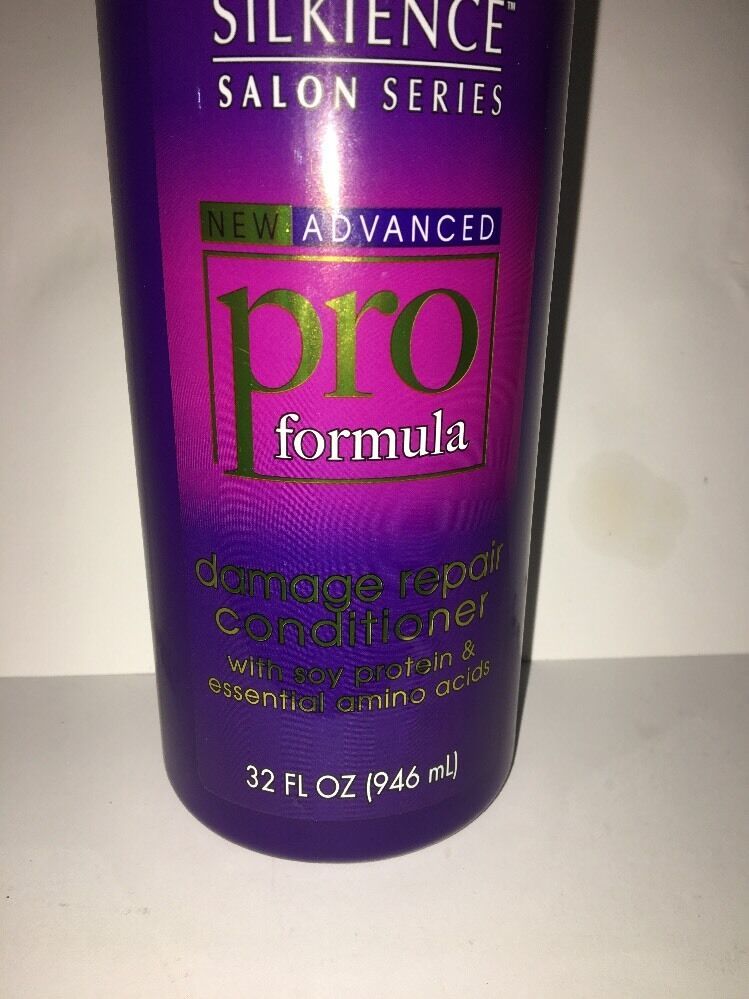 SILKIENCE™
SALON SERIES
NEW ADVANCED
pro
formula
damage repair
conditioner
with soy protein &
essential amino acids
32 FL OZ (946 mL)